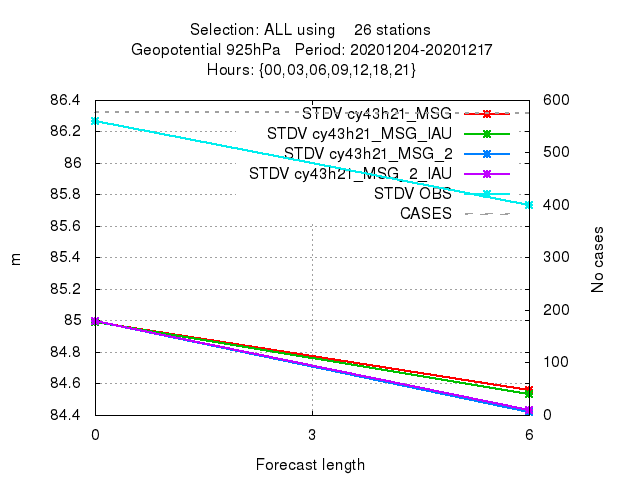 Selection: ALL using    26 stations
Geopotential 925hPa   Period: 20201204-20201217
Hours: {00,03,06,09,12,18,21}
86.4
86.2
86
85.8
85.6
85.4
85.2
85
84.8
84.6
84.4
m
STDV cy43h21_MSG
STDV cy43h21_MSG_IAU
STDV cy43h21_MSG_2
STDV cy43h21_MSG_2_IAU
STDV OBS
CASES
600
500
400
300
200
100
0
No cases
0 3 6
Forecast length